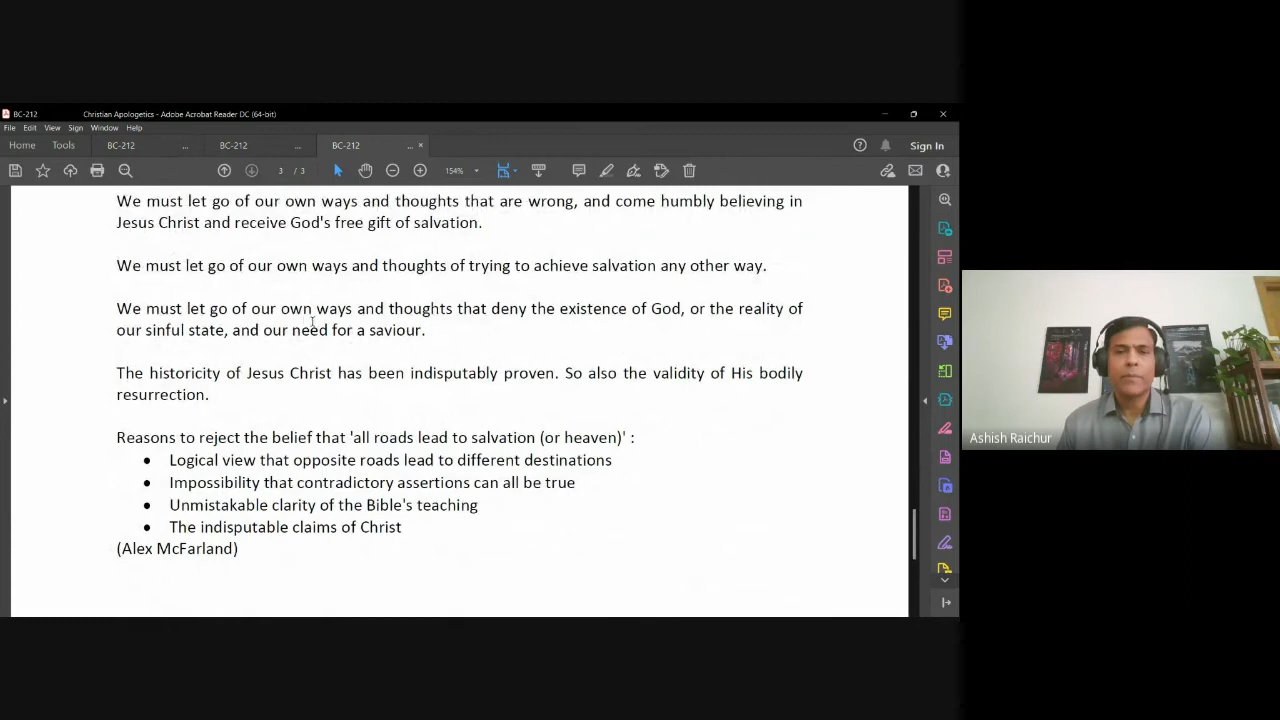 BC-212 Christian Apologetics - Adobe Acrobat Reader DC (64-bit)
File Edit View Sign Window Help
Home Tools BC-212 ... BC-212 ... BC-212 ... ×
Sign In
3 / 3 154%
We must let go of our own ways and thoughts that are wrong, and come humbly believing in
Jesus Christ and receive God's free gift of salvation.
We must let go of our own ways and thoughts of trying to achieve salvation any other way.
We must let go of our own ways and thoughts that deny the existence of God, or the reality of
our sinful state, and our need for a saviour.
The historicity of Jesus Christ has been indisputably proven. So also the validity of His bodily
resurrection.
Reasons to reject the belief that 'all roads lead to salvation (or heaven)' :
• Logical view that opposite roads lead to different destinations
• Impossibility that contradictory assertions can all be true
• Unmistakable clarity of the Bible's teaching
• The indisputable claims of Christ
(Alex McFarland)
Ashish Raichur